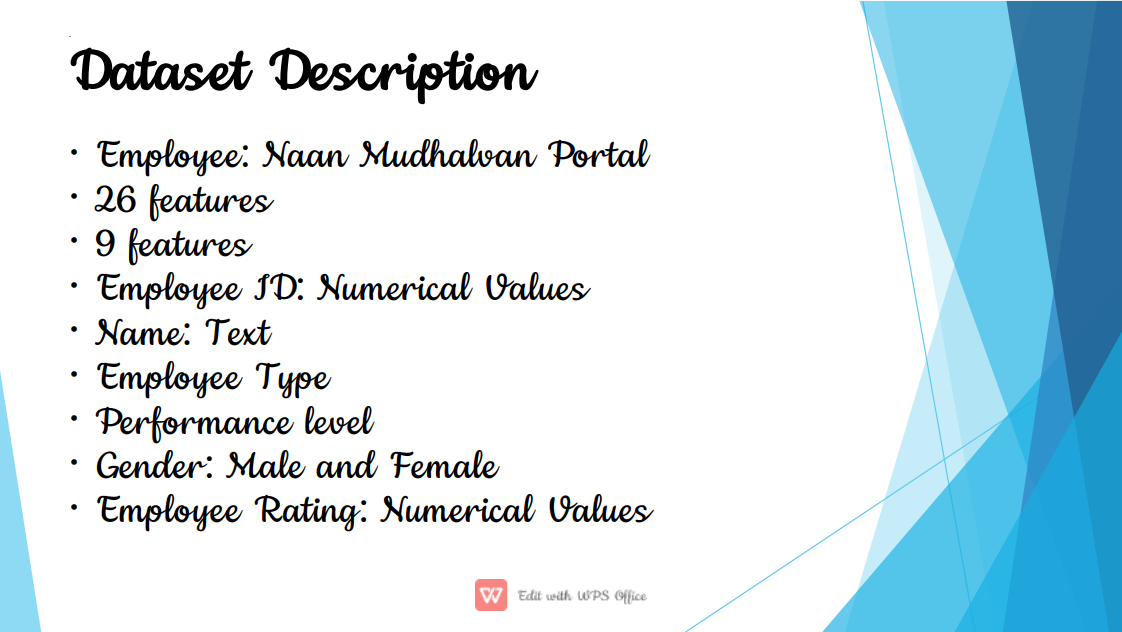 Dataset Description
• Employee: Naan Mudhalvan Portal
• 26 features
• 9 features
• Employee ID: Numerical Values
• Name: Text
• Employee Type
• Performance level
• Gender: Male and Female
• Employee Rating: Numerical Values
Edit with WPS Office